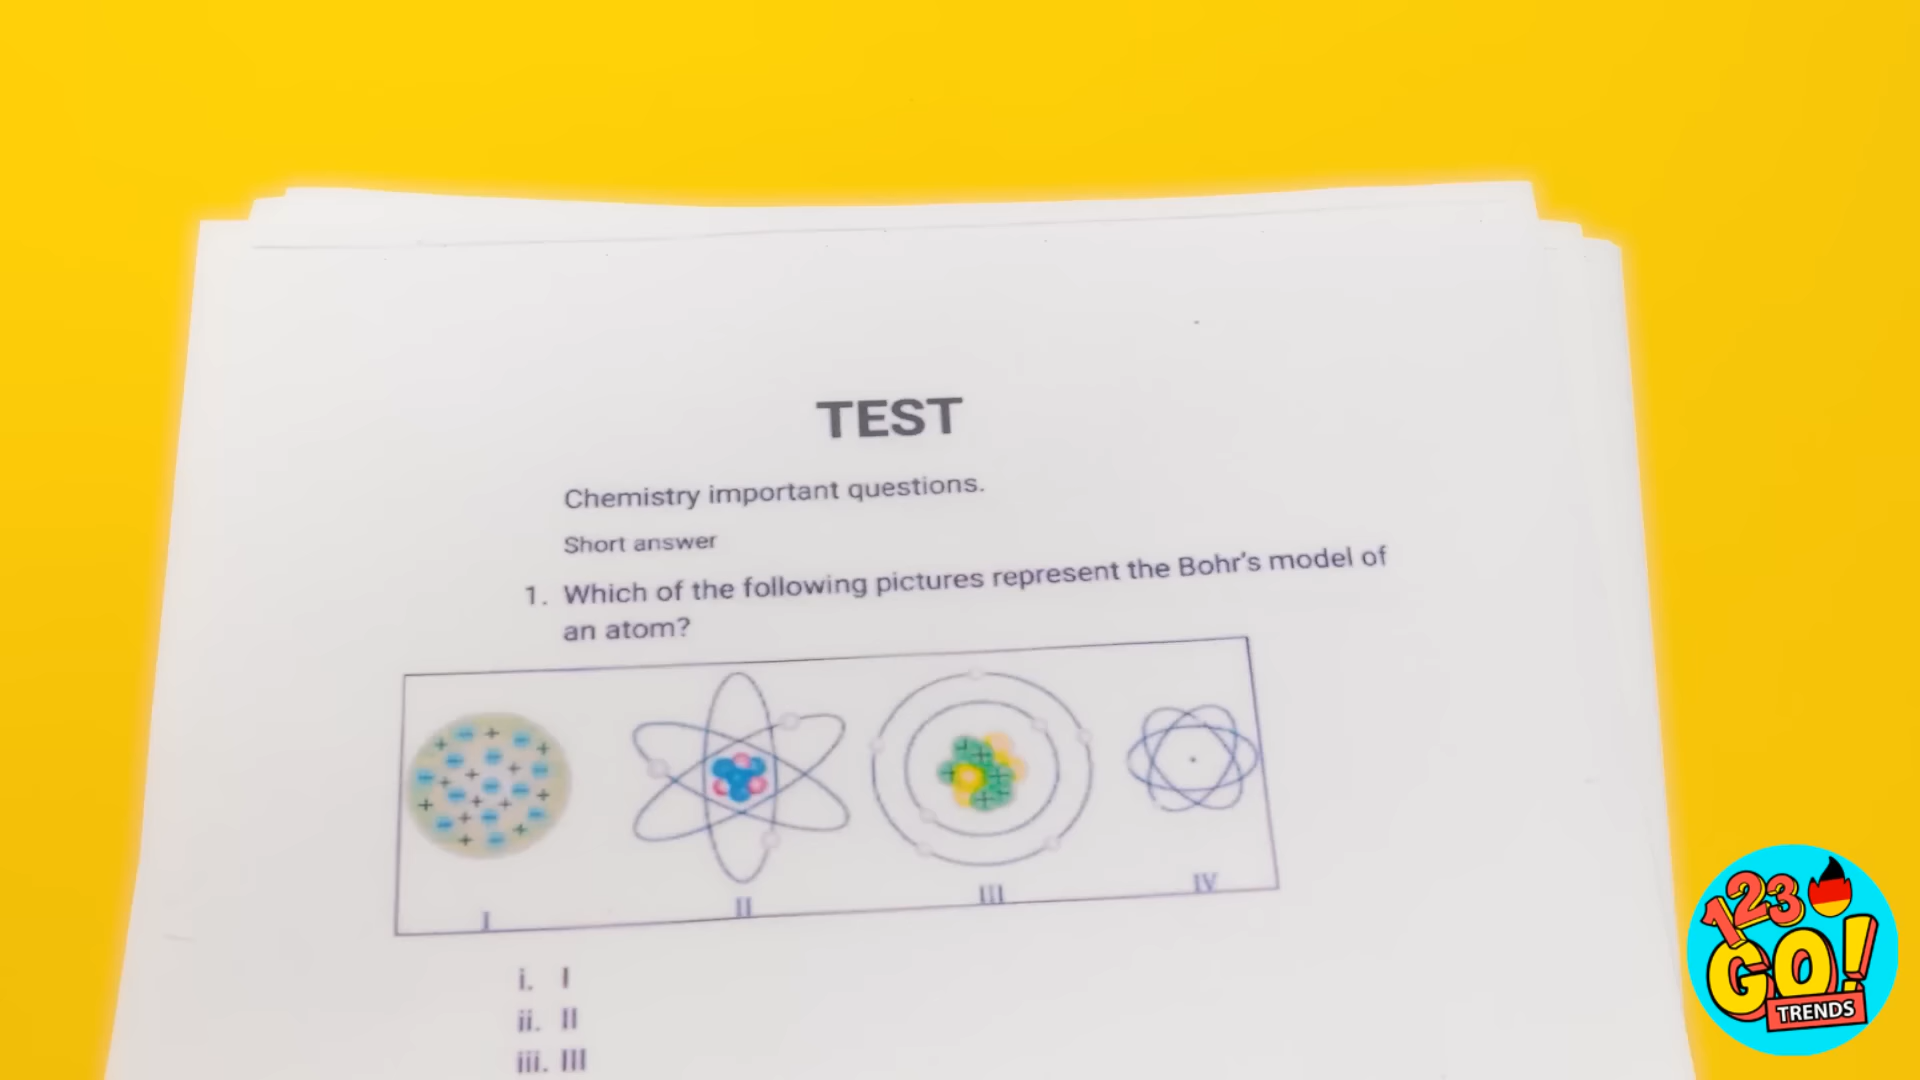 TEST
Chemistry important questions.
Short answer
1. Which of the following pictures represent the Bohr's model of
an atom?
I II III IV
i. I
ii. II
iii. III
123
GO!
TRENDS